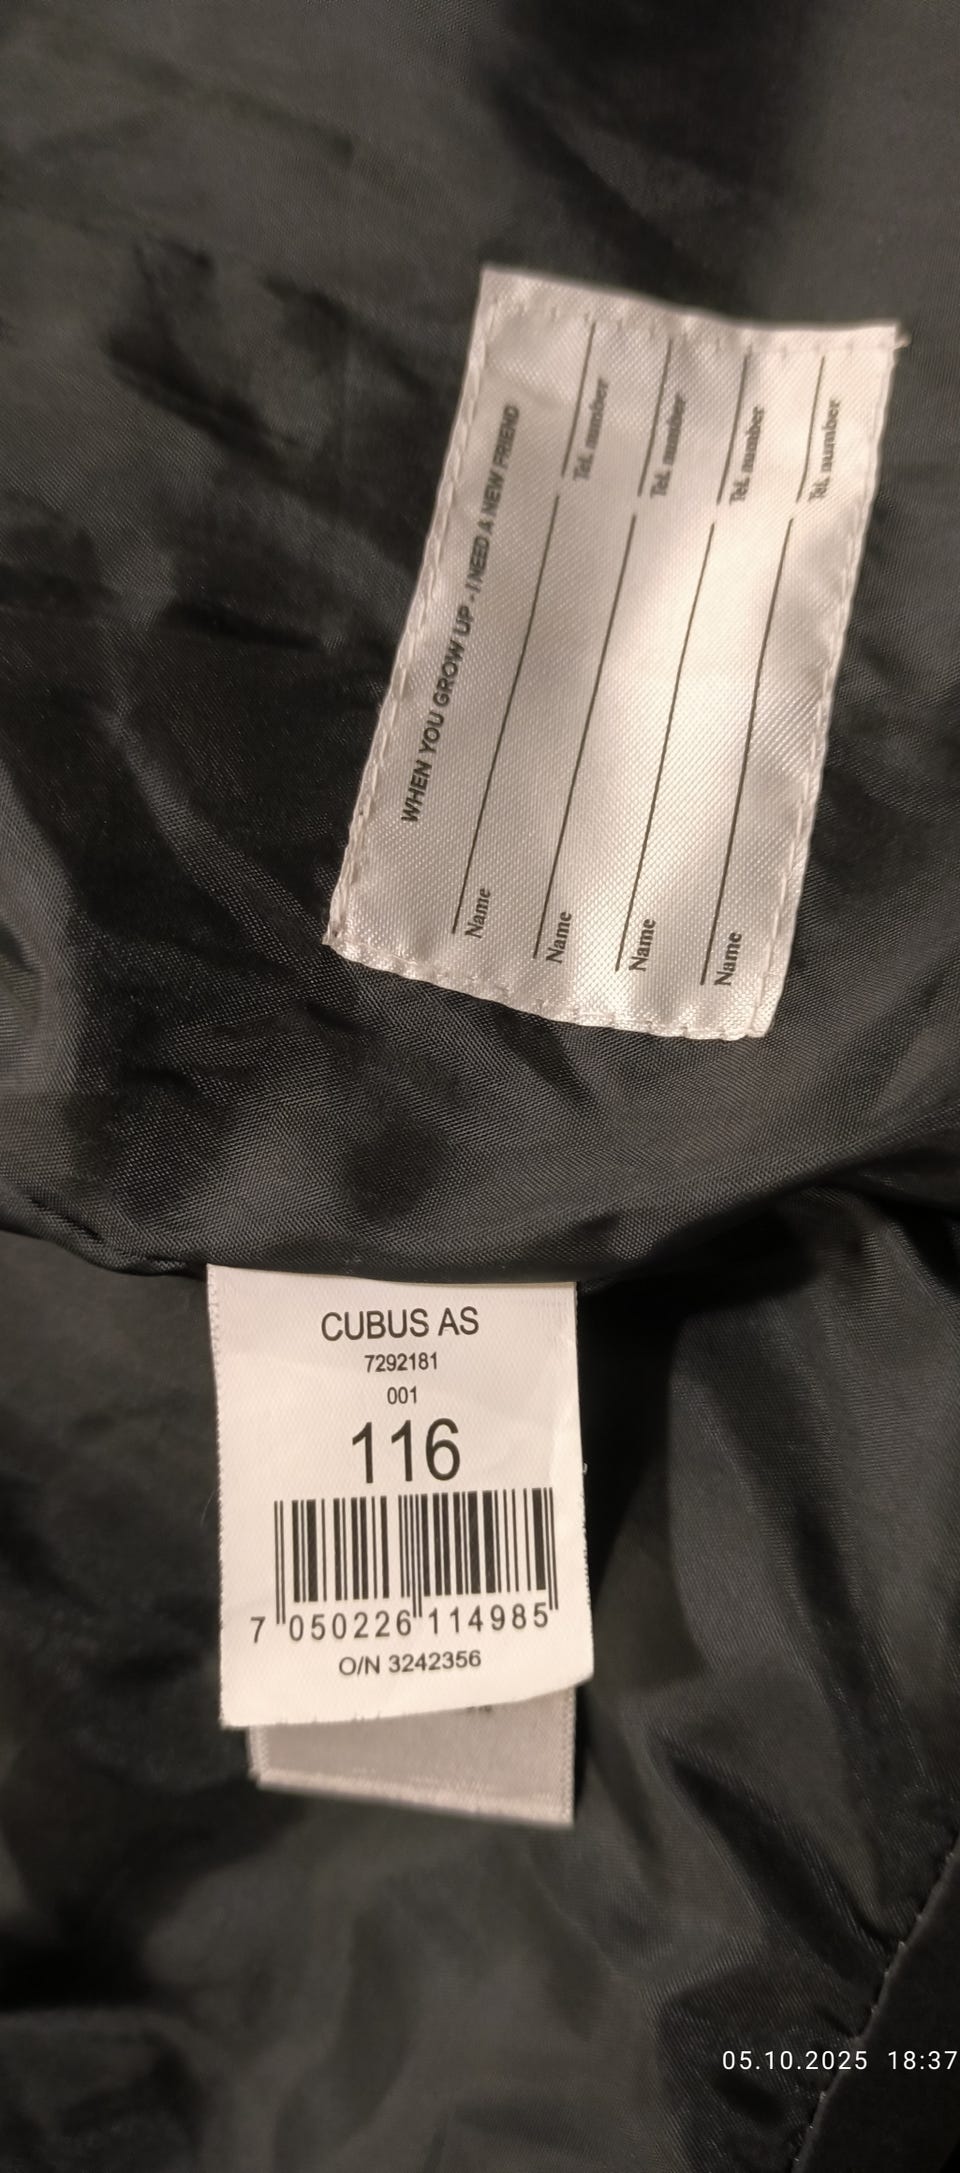 WHEN YOU GROW UP - I NEED A NEW FRIEND
Name Tel. number
Name Tel. number
Name Tel. number
Name Tel. number
CUBUS AS
7292181
001
116
7 050226 114985
O/N 3242356
05.10.2025 18:37